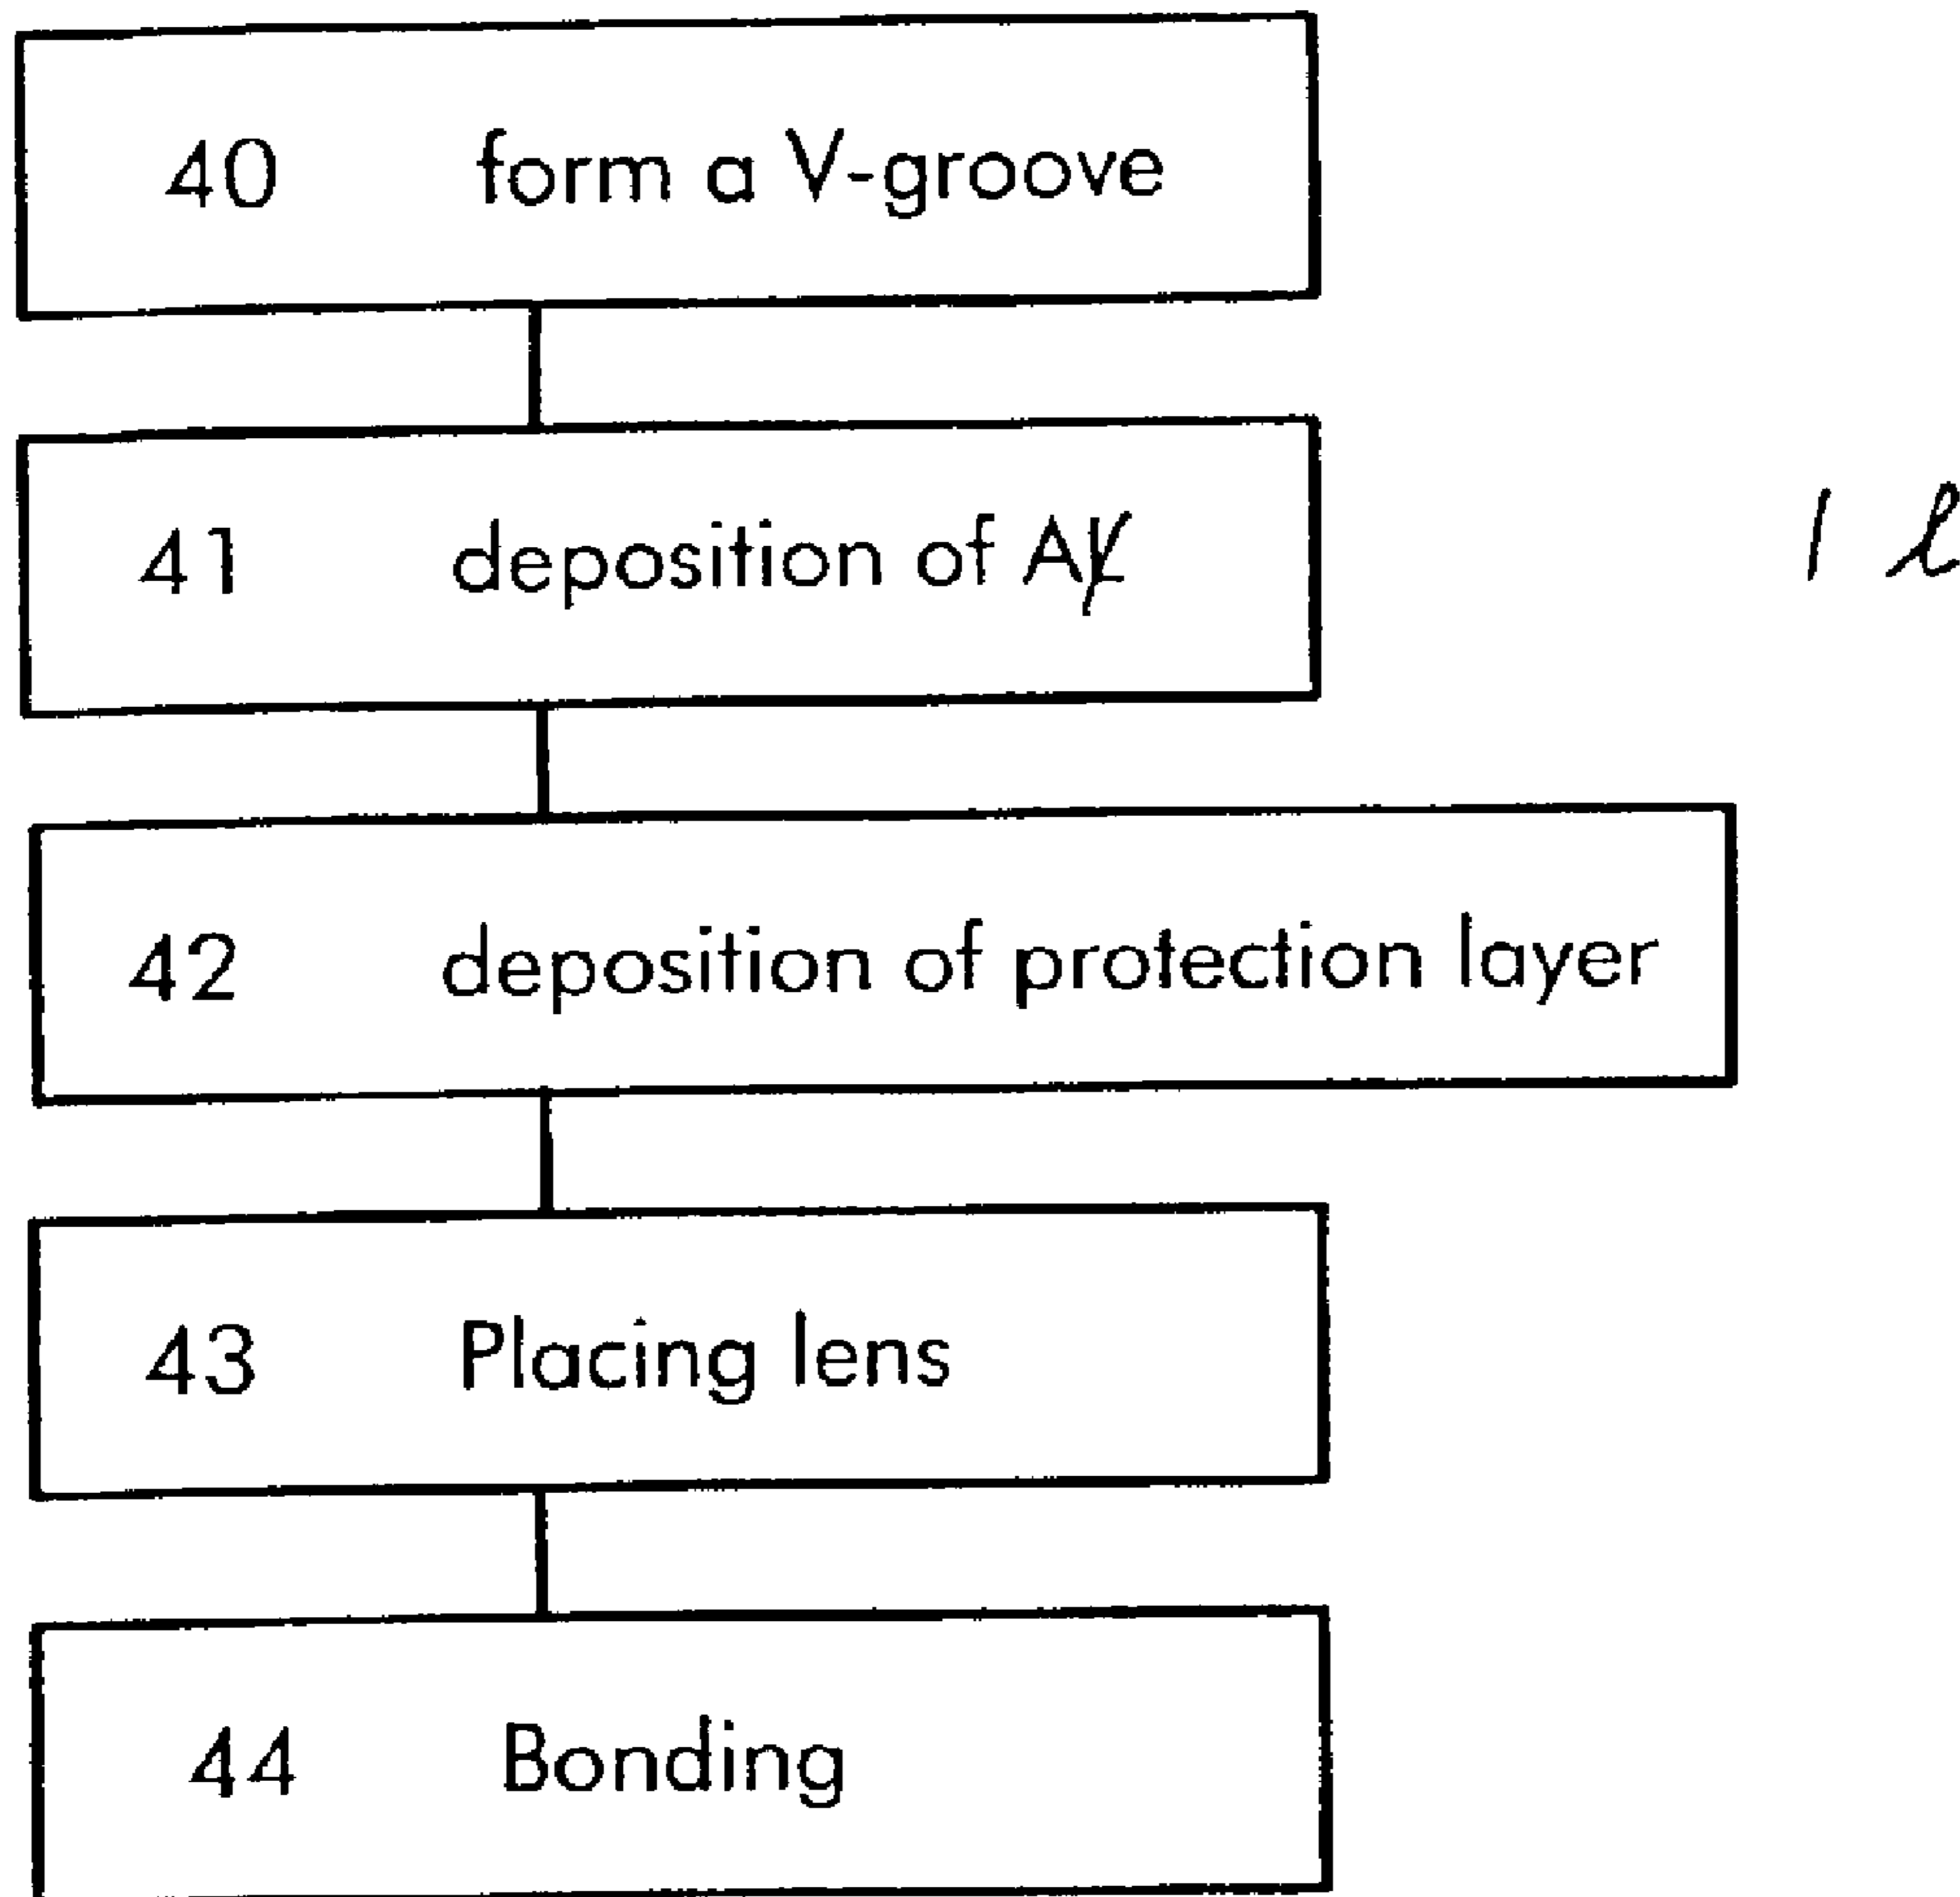 40 form a V-groove
41 deposition of AL / l
42 deposition of protection layer
43 Placing lens
44 Bonding